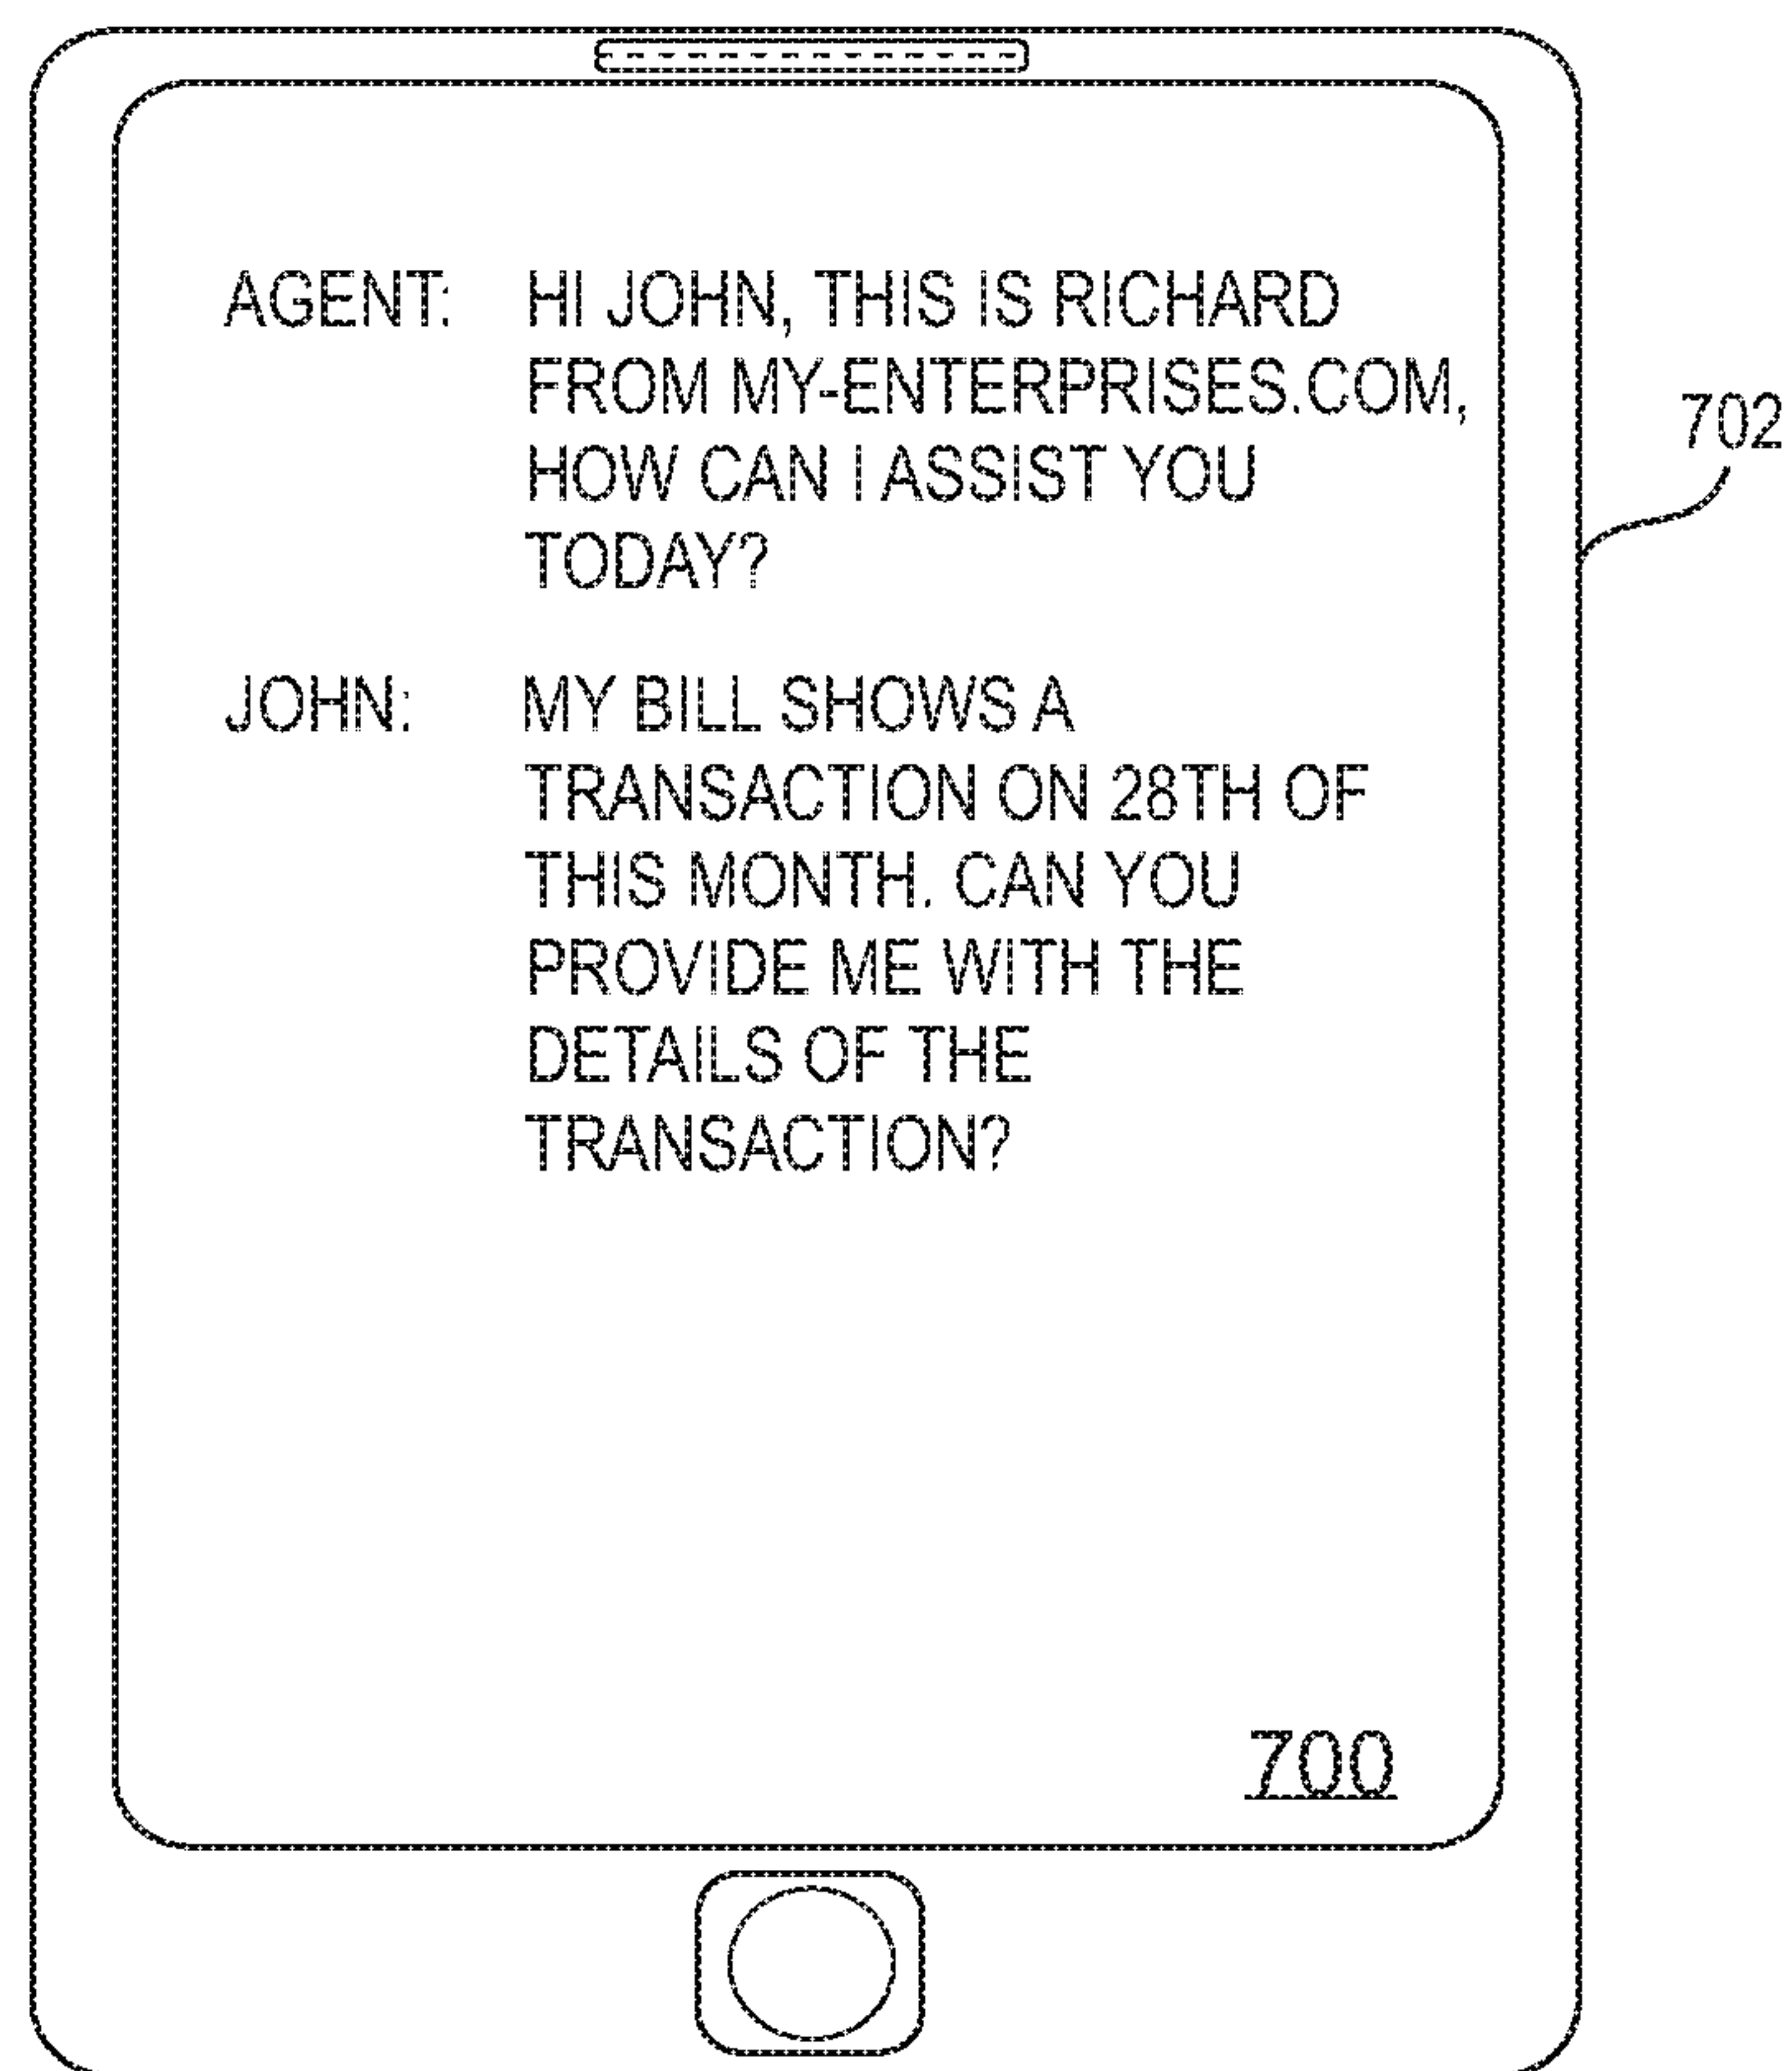 AGENT: HI JOHN, THIS IS RICHARD
FROM MY-ENTERPRISES.COM,
HOW CAN I ASSIST YOU
TODAY?
702
JOHN: MY BILL SHOWS A
TRANSACTION ON 28TH OF
THIS MONTH. CAN YOU
PROVIDE ME WITH THE
DETAILS OF THE
TRANSACTION?
700